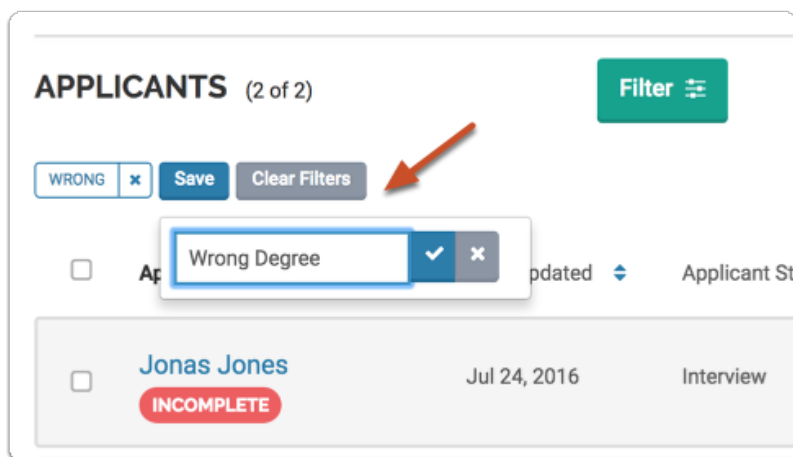 APPLICANTS (2 of 2)
Filter
WRONG × Save Clear Filters
Wrong Degree
Ap pdated Applicant St
Jonas Jones
Jul 24, 2016 Interview
INCOMPLETE